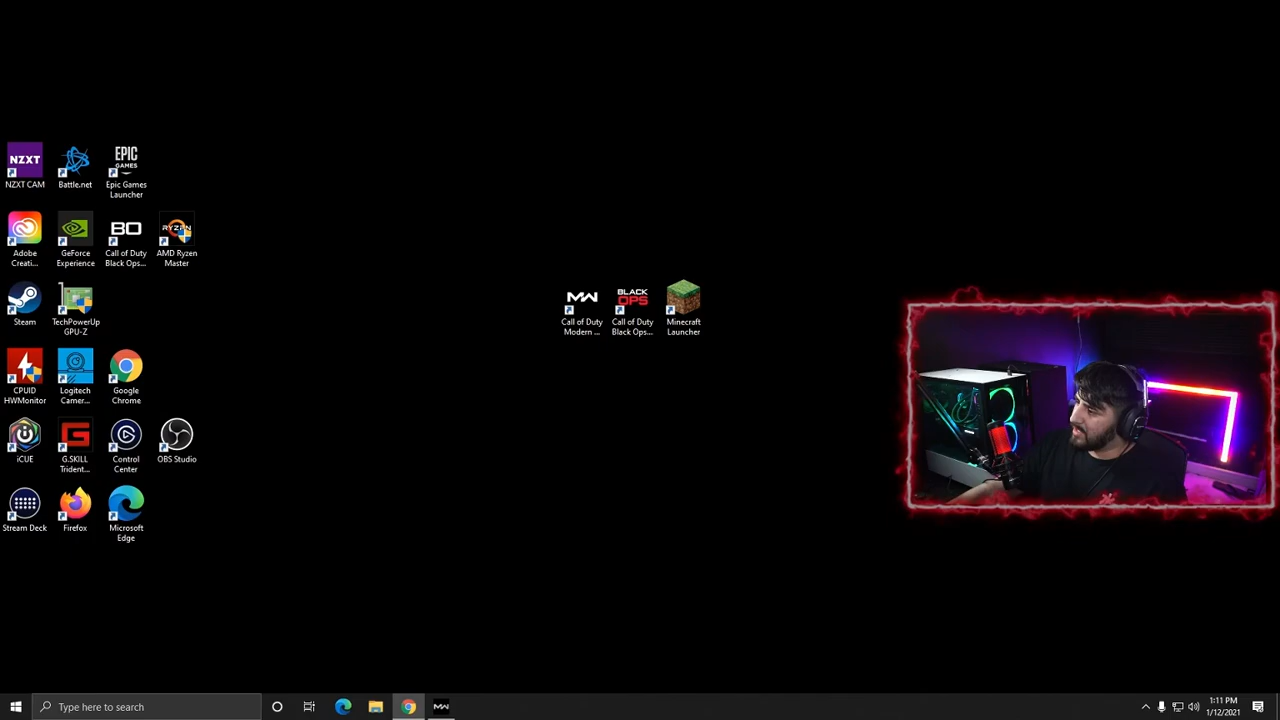 NZXT
NZXT CAM
Battle.net
EPIC
GAMES
Epic Games
Launcher
Adobe
Creati...
GeForce
Experience
BO
Call of Duty
Black Ops...
RYZEN
AMD Ryzen
Master
Steam
TechPowerUp
GPU-Z
MW
Call of Duty
Modern ...
BLACK
OPS
Call of Duty
Black Ops...
Minecraft
Launcher
CPUID
HWMonitor
Logitech
Camer...
Google
Chrome
iCUE
G.SKILL
Trident...
Control
Center
OBS Studio
Stream Deck
Firefox
Microsoft
Edge
Type here to search
MW
1:11 PM
1/12/2021